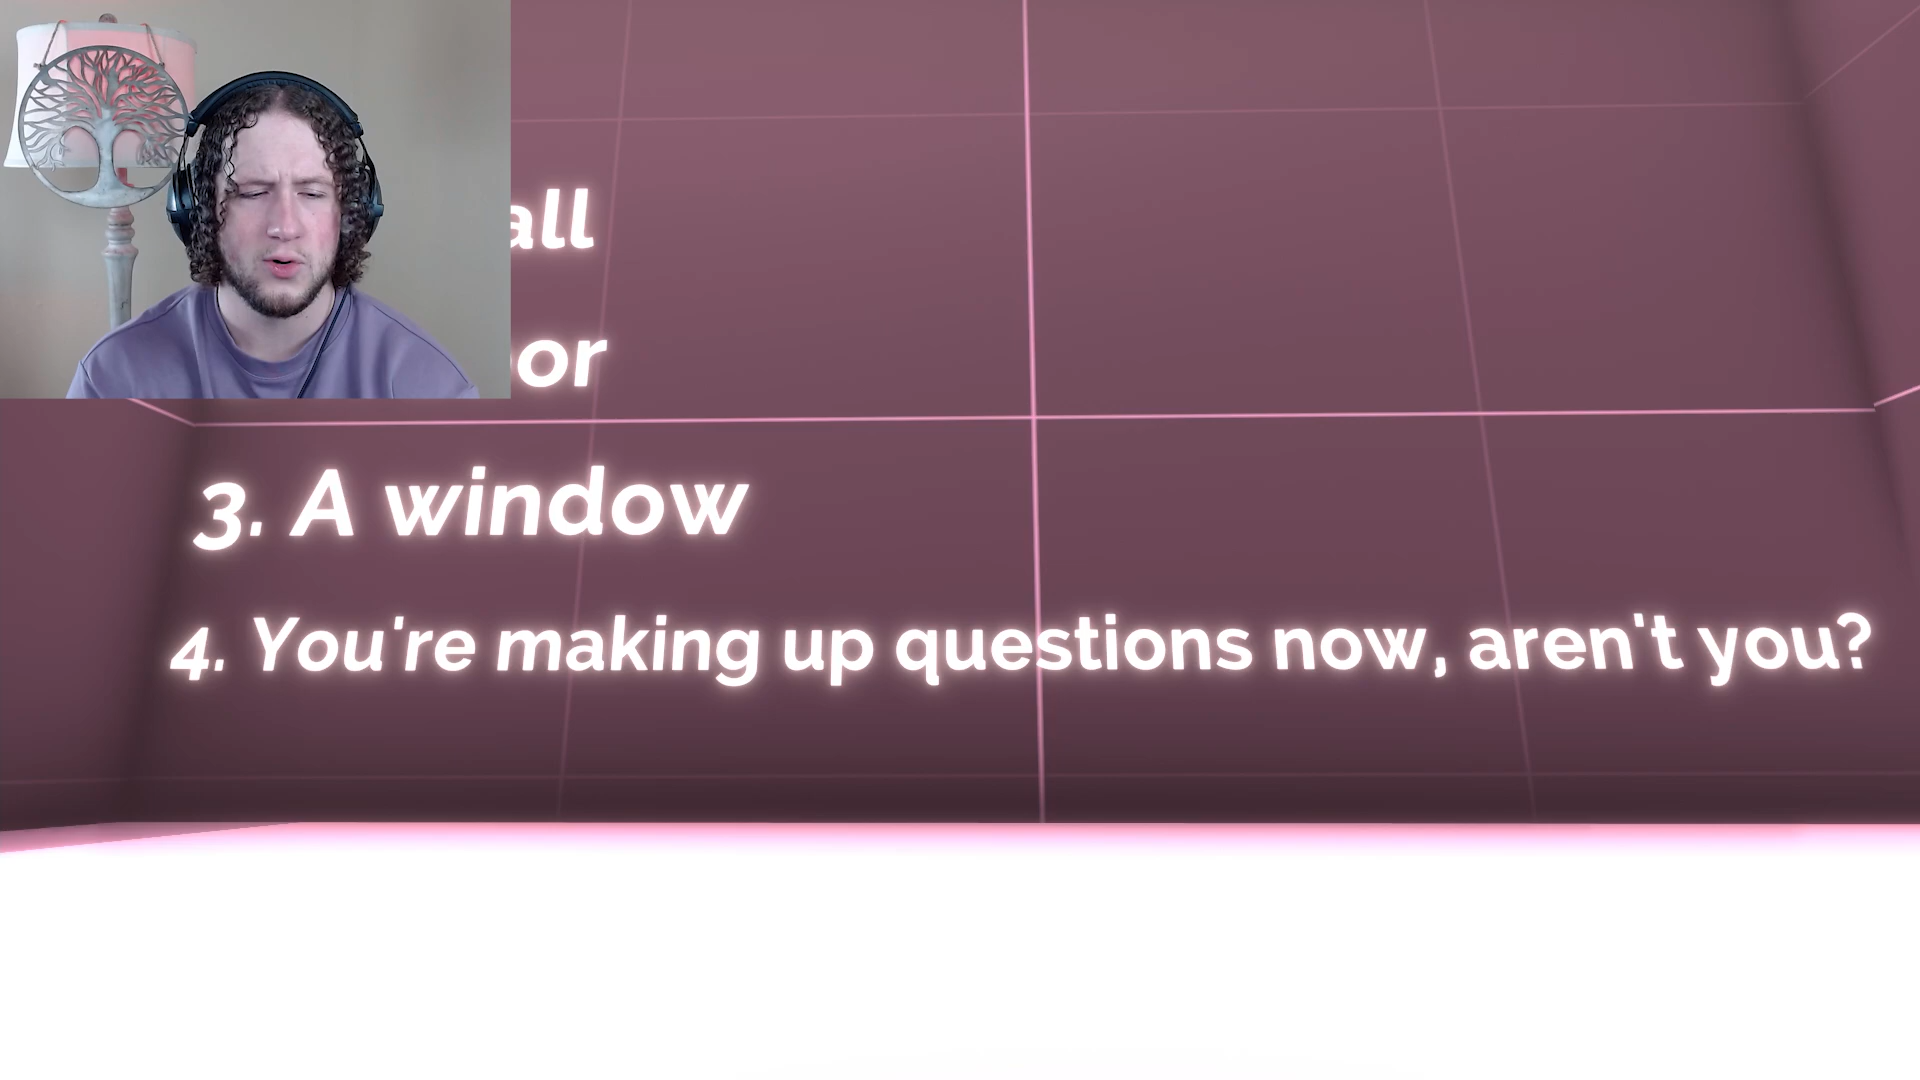 all
or
3. A window
4. You're making up questions now, aren't you?